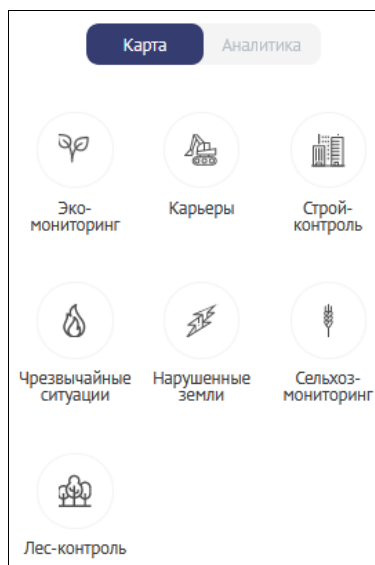 Карта Аналитика
Эко-
мониторинг
Карьеры
Строй-
контроль
Чрезвычайные
ситуации
Нарушенные
земли
Сельхоз-
мониторинг
Лес-контроль